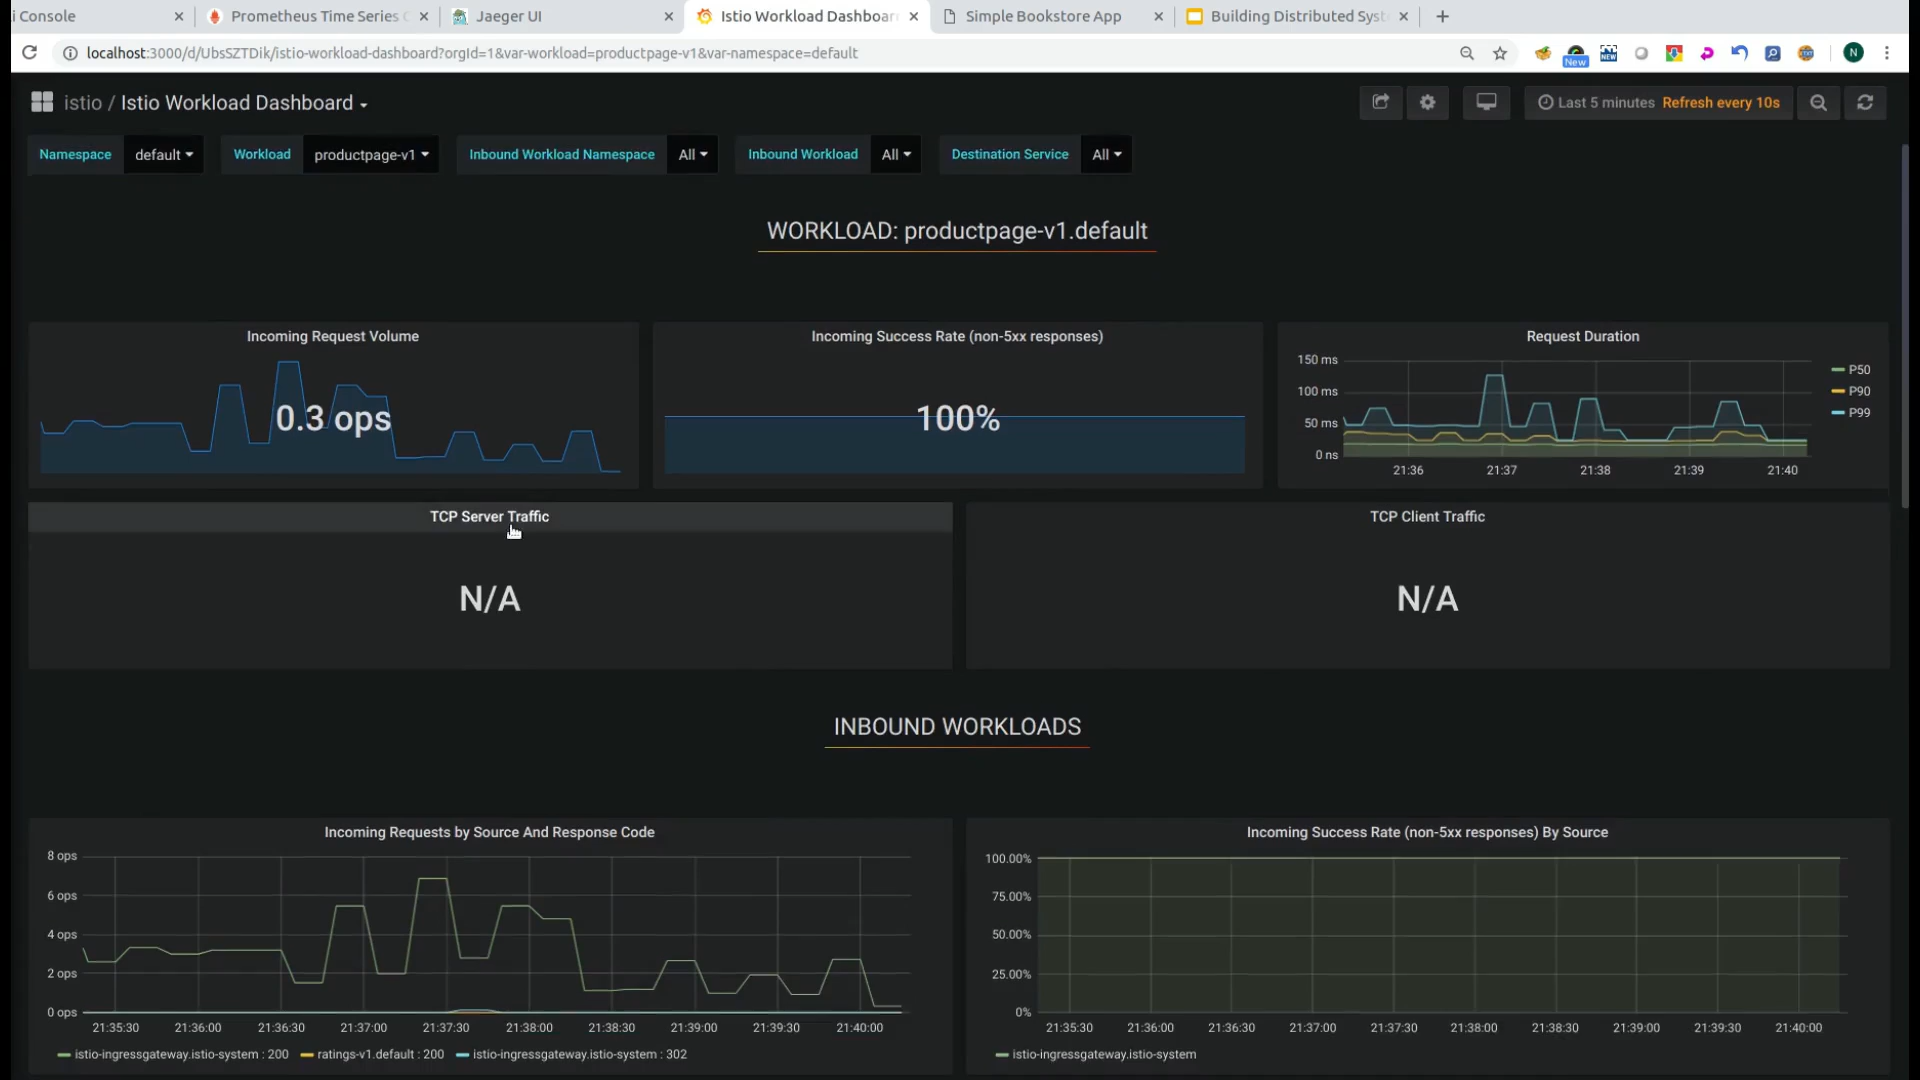 i Console
Prometheus Time Series C
Jaeger UI
Istio Workload Dashboar
Simple Bookstore App
Building Distributed Syst
localhost:3000/d/UbsSZTDik/istio-workload-dashboard?orgId=1&var-workload=productpage-v1&var-namespace=default
New
NEW
N
istio / Istio Workload Dashboard
Last 5 minutes Refresh every 10s
Namespace default
Workload productpage-v1
Inbound Workload Namespace All
Inbound Workload All
Destination Service All
WORKLOAD: productpage-v1.default
Incoming Request Volume
0.3 ops
Incoming Success Rate (non-5xx responses)
100%
Request Duration
150 ms
100 ms
50 ms
0 ns
21:36 21:37 21:38 21:39 21:40
P50
P90
P99
TCP Server Traffic
N/A
TCP Client Traffic
N/A
INBOUND WORKLOADS
Incoming Requests by Source And Response Code
8 ops
6 ops
4 ops
2 ops
0 ops
21:35:30 21:36:00 21:36:30 21:37:00 21:37:30 21:38:00 21:38:30 21:39:00 21:39:30 21:40:00
istio-ingressgateway.istio-system : 200 ratings-v1.default : 200 istio-ingressgateway.istio-system : 302
Incoming Success Rate (non-5xx responses) By Source
100.00%
75.00%
50.00%
25.00%
0%
21:35:30 21:36:00 21:36:30 21:37:00 21:37:30 21:38:00 21:38:30 21:39:00 21:39:30 21:40:00
istio-ingressgateway.istio-system